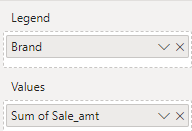 Legend
Brand
Values
Sum of Sale_amt